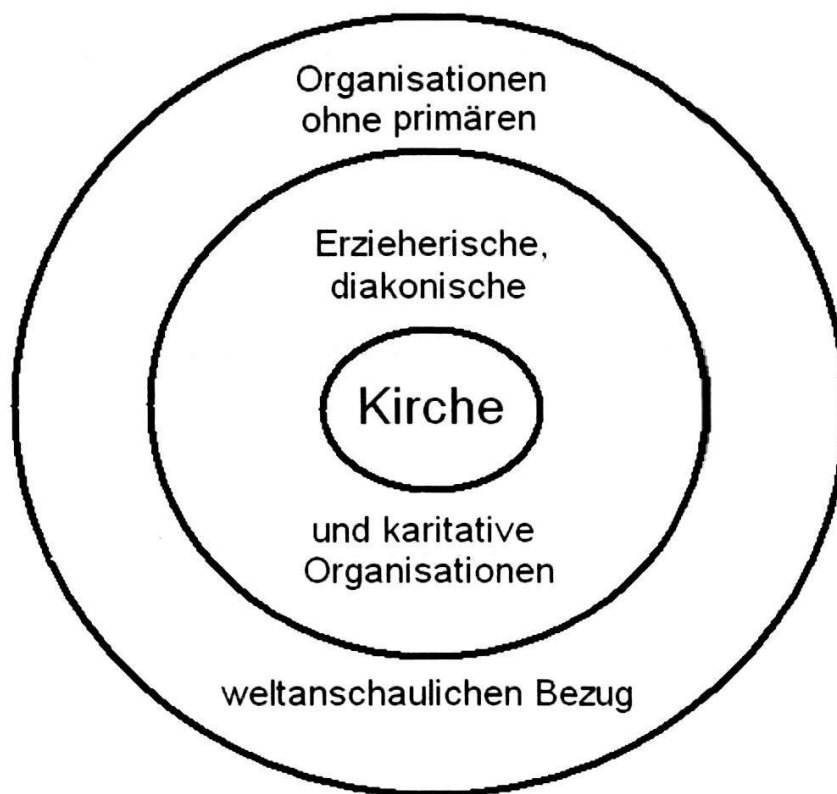 Organisationen
ohne primären
Erzieherische,
diakonische
Kirche
und karitative
Organisationen
weltanschaulichen Bezug